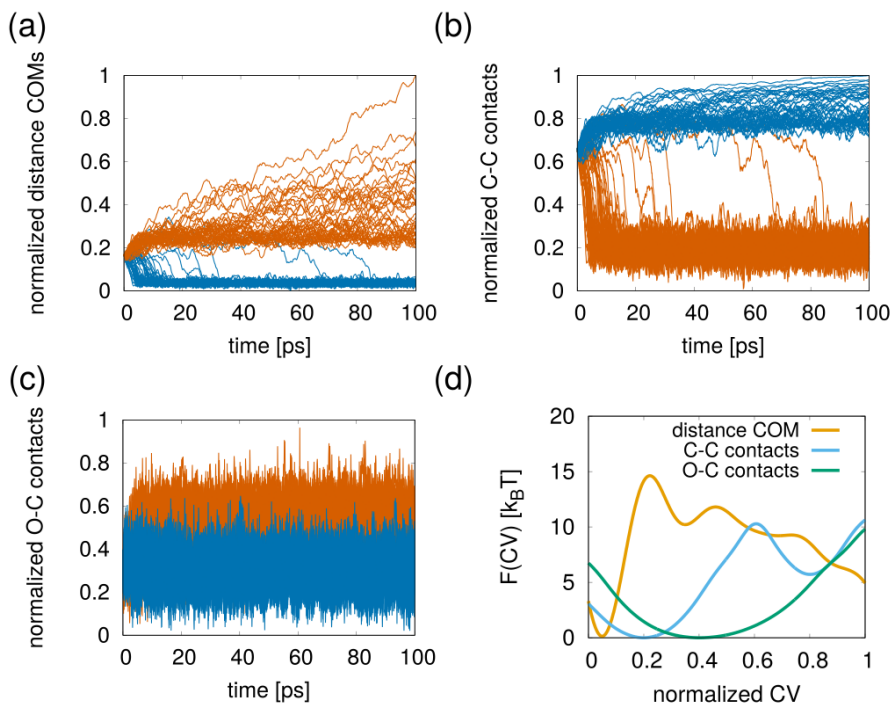 (a)
normalized distance COMs
1
0.8
0.6
0.4
0.2
0
0 20 40 60 80 100
time [ps]
(b)
normalized C-C contacts
1
0.8
0.6
0.4
0.2
0
0 20 40 60 80 100
time [ps]
(c)
normalized O-C contacts
1
0.8
0.6
0.4
0.2
0
0 20 40 60 80 100
time [ps]
(d)
F(CV) [k_BT]
20
15
10
5
0
distance COM
C-C contacts
O-C contacts
0 0.2 0.4 0.6 0.8 1
normalized CV